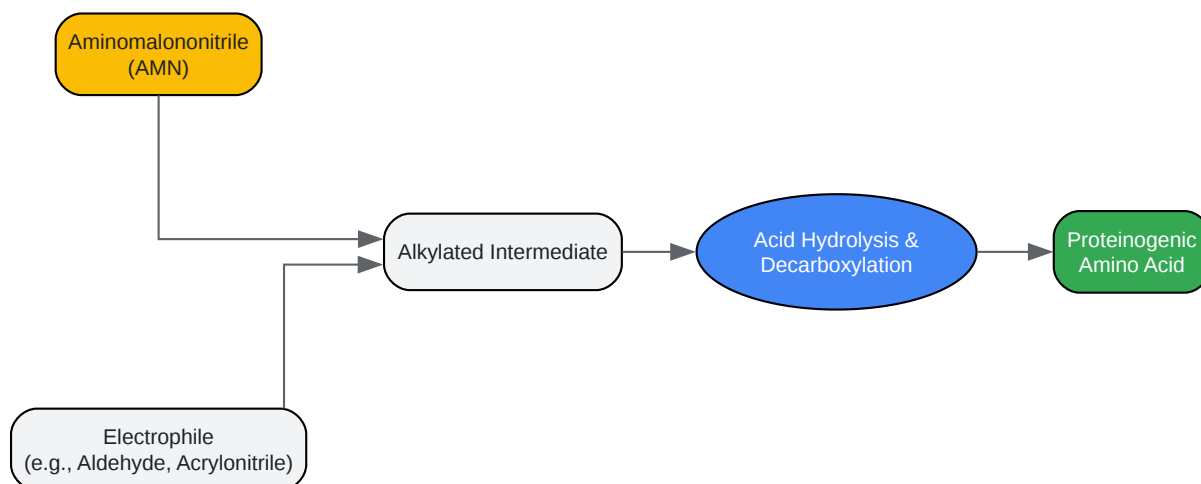 Aminomalononitrile
(AMN)
Alkylated Intermediate
Acid Hydrolysis &
Decarboxylation
Proteinogenic
Amino Acid
Electrophile
(e.g., Aldehyde, Acrylonitrile)